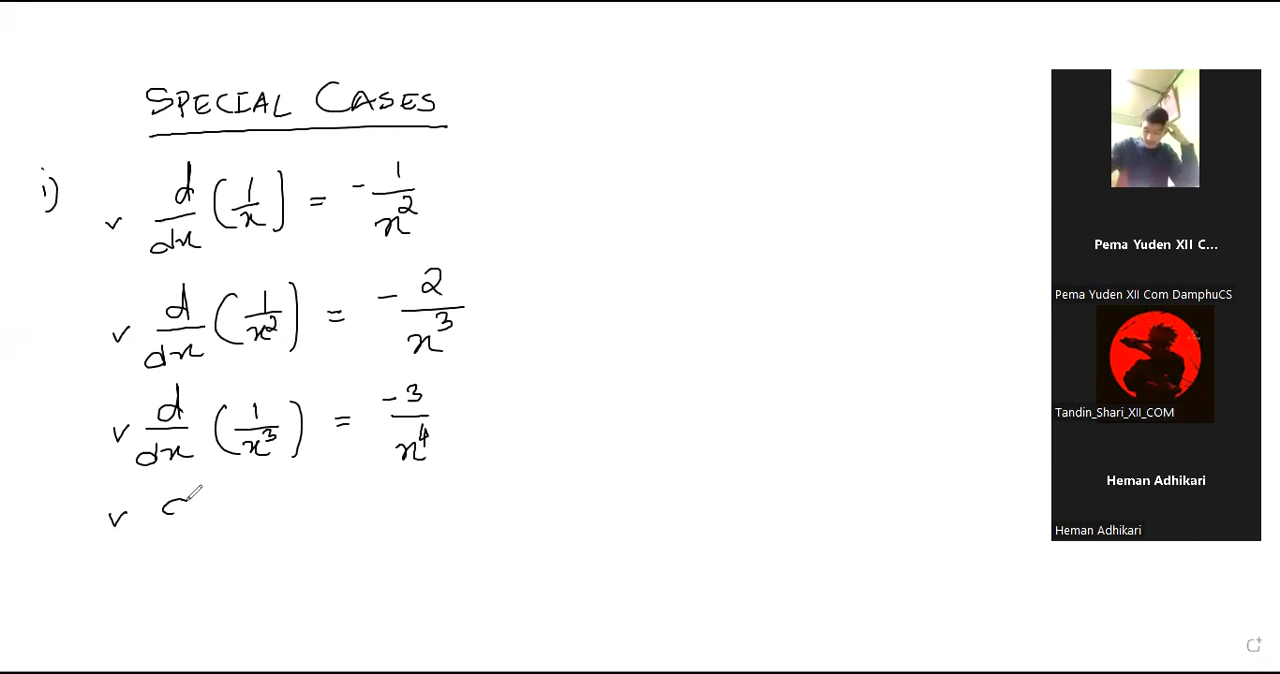 SPECIAL CASES
i) v d/dx (1/x) = - 1/x²
v d/dx (1/x²) = - 2/x³
v d/dx (1/x³) = -3/x⁴
v
Pema Yuden XII C...
Pema Yuden XII Com DamphuCS
Tandin_Shari_XII_COM
Heman Adhikari
Heman Adhikari